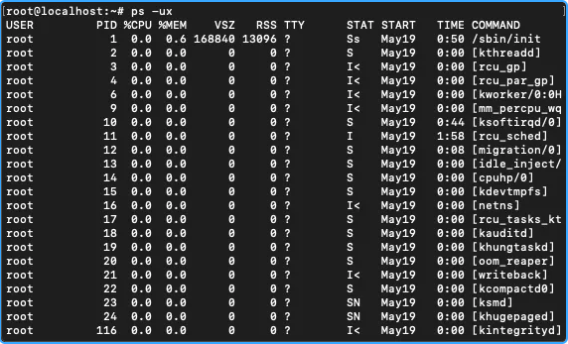 [root@localhost:~# ps -ux
USER PID %CPU %MEM VSZ RSS TTY STAT START TIME COMMAND
root 1 0.0 0.6 168840 13096 ? Ss May19 0:50 /sbin/init
root 2 0.0 0.0 0 0 ? S May19 0:00 [kthreadd]
root 3 0.0 0.0 0 0 ? I< May19 0:00 [rcu_gp]
root 4 0.0 0.0 0 0 ? I< May19 0:00 [rcu_par_gp]
root 6 0.0 0.0 0 0 ? I< May19 0:00 [kworker/0:0H
root 9 0.0 0.0 0 0 ? I< May19 0:00 [mm_percpu_wq
root 10 0.0 0.0 0 0 ? S May19 0:44 [ksoftirqd/0]
root 11 0.0 0.0 0 0 ? I May19 1:58 [rcu_sched]
root 12 0.0 0.0 0 0 ? S May19 0:08 [migration/0]
root 13 0.0 0.0 0 0 ? S May19 0:00 [idle_inject/
root 14 0.0 0.0 0 0 ? S May19 0:00 [cpuhp/0]
root 15 0.0 0.0 0 0 ? S May19 0:00 [kdevtmpfs]
root 16 0.0 0.0 0 0 ? I< May19 0:00 [netns]
root 17 0.0 0.0 0 0 ? S May19 0:00 [rcu_tasks_kt
root 18 0.0 0.0 0 0 ? S May19 0:00 [kauditd]
root 19 0.0 0.0 0 0 ? S May19 0:00 [khungtaskd]
root 20 0.0 0.0 0 0 ? S May19 0:00 [oom_reaper]
root 21 0.0 0.0 0 0 ? I< May19 0:00 [writeback]
root 22 0.0 0.0 0 0 ? S May19 0:00 [kcompactd0]
root 23 0.0 0.0 0 0 ? SN May19 0:00 [ksmd]
root 24 0.0 0.0 0 0 ? SN May19 0:00 [khugepaged]
root 116 0.0 0.0 0 0 ? I< May19 0:00 [kintegrityd]